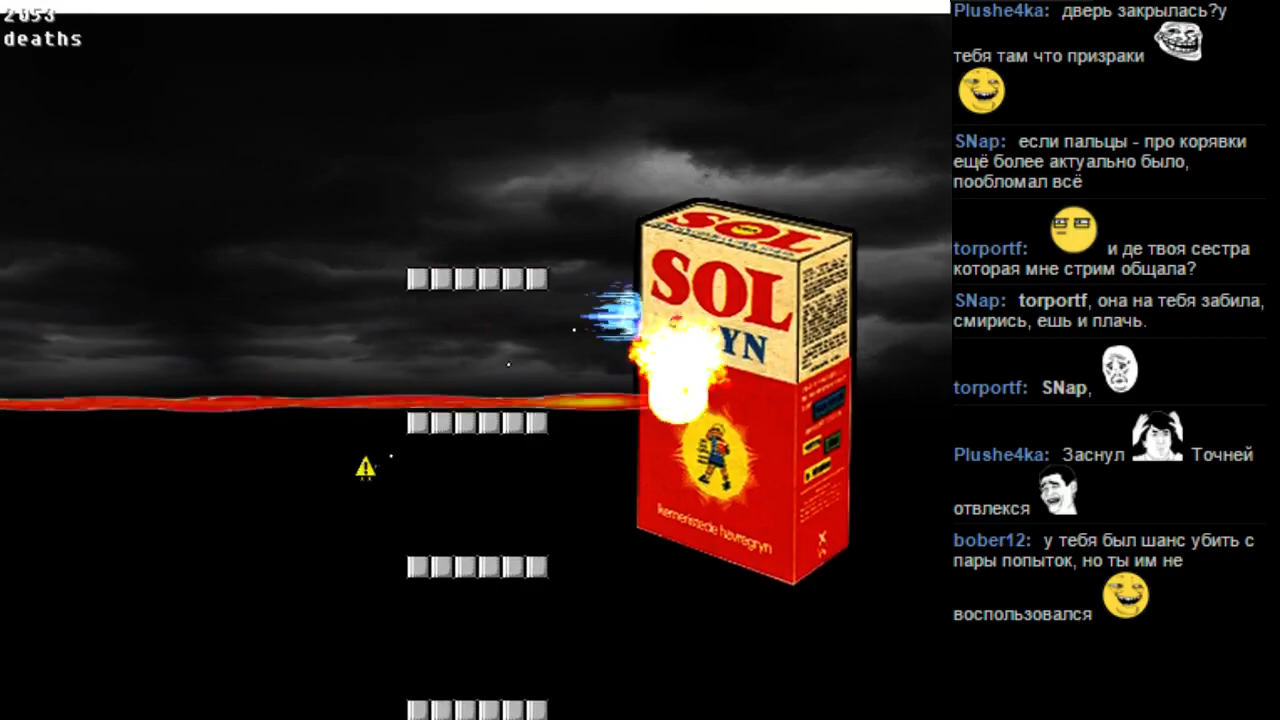 2053
deaths
SOL
SOL
YN
kerneristede havregryn
Plushe4ka: дверь закрылась?у
тебя там что призраки
SNap: если пальцы - про корявки
ещё более актуально было,
пообломал всё
torportf: и де твоя сестра
которая мне стрим общала?
SNap: torportf, она на тебя забила,
смирись, ешь и плачь.
torportf: SNap,
Plushe4ka: Заснул Точней
отвлекся
bober12: у тебя был шанс убить с
пары попыток, но ты им не
воспользовался